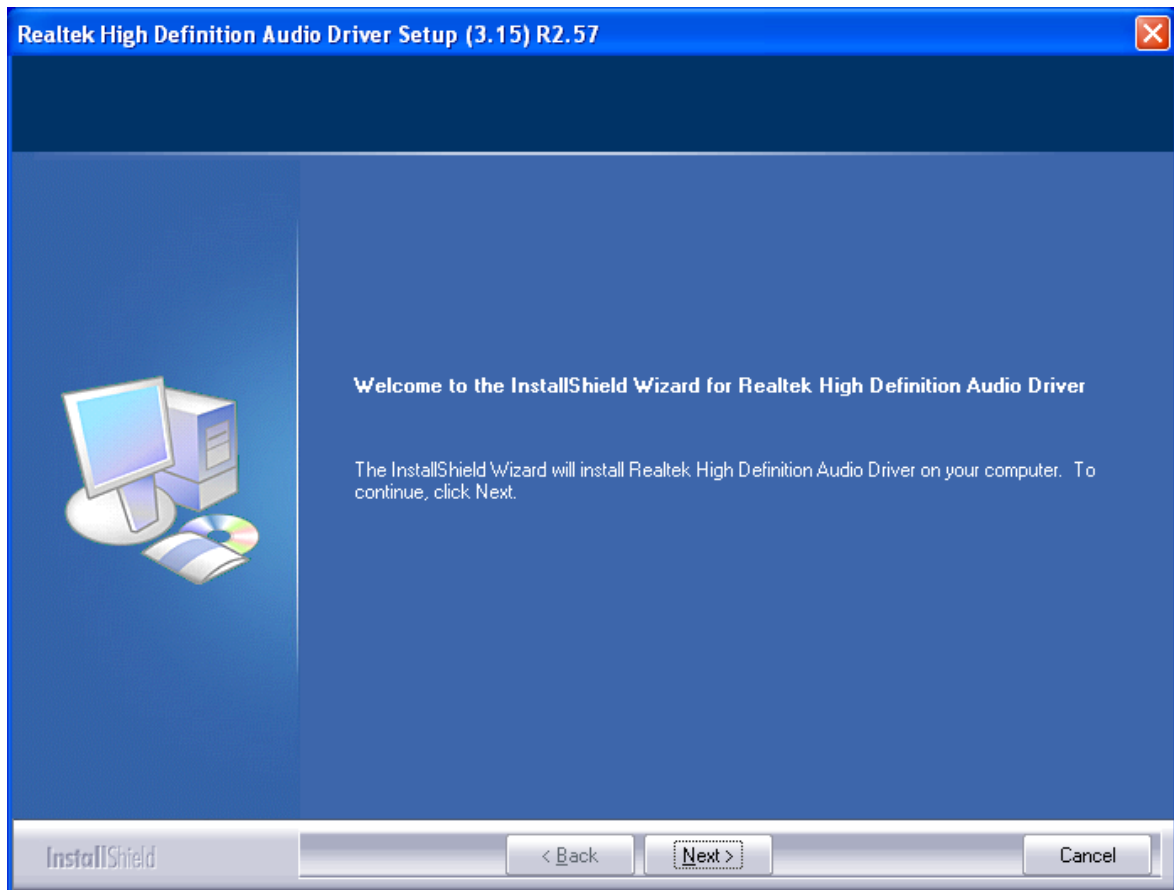 Realtek High Definition Audio Driver Setup (3.15) R2.57
Welcome to the InstallShield Wizard for Realtek High Definition Audio Driver
The InstallShield Wizard will install Realtek High Definition Audio Driver on your computer.  To
continue, click Next.
InstallShield
< Back
Next >
Cancel